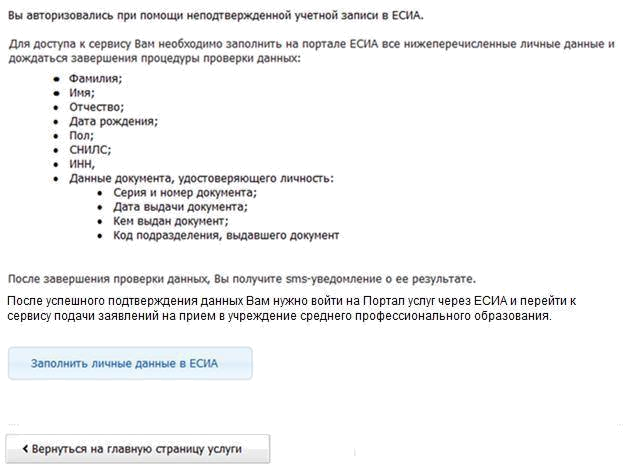 Вы авторизовались при помощи неподтвержденной учетной записи в ЕСИА.
Для доступа к сервису Вам необходимо заполнить на портале ЕСИА все нижеперечисленные личные данные и
дождаться завершения процедуры проверки данных:
• Фамилия;
• Имя;
• Отчество;
• Дата рождения;
• Пол;
• СНИЛС;
• ИНН,
• Данные документа, удостоверяющего личность:
• Серия и номер документа;
• Дата выдачи документа;
• Кем выдан документ;
• Код подразделения, выдавшего документ
После завершения проверки данных, Вы получите sms-уведомление о ее результате.
После успешного подтверждения данных Вам нужно войти на Портал услуг через ЕСИА и перейти к
сервису подачи заявлений на прием в учреждение среднего профессионального образования.
Заполнить личные данные в ЕСИА
Вернуться на главную страницу услуги